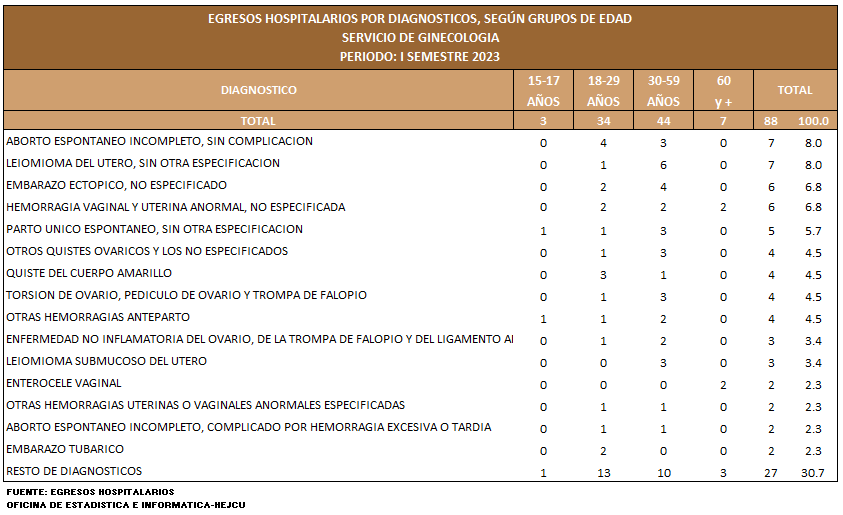 EGRESOS HOSPITALARIOS POR DIAGNOSTICOS, SEGÚN GRUPOS DE EDAD
SERVICIO DE GINECOLOGIA
PERIODO: I SEMESTRE 2023
DIAGNOSTICO 15-17 AÑOS 18-29 AÑOS 30-59 AÑOS 60 y + TOTAL
TOTAL 3 34 44 7 88 100.0
ABORTO ESPONTANEO INCOMPLETO, SIN COMPLICACION 0 4 3 0 7 8.0
LEIOMIOMA DEL UTERO, SIN OTRA ESPECIFICACION 0 1 6 0 7 8.0
EMBARAZO ECTOPICO, NO ESPECIFICADO 0 2 4 0 6 6.8
HEMORRAGIA VAGINAL Y UTERINA ANORMAL, NO ESPECIFICADA 0 2 2 2 6 6.8
PARTO UNICO ESPONTANEO, SIN OTRA ESPECIFICACION 1 1 3 0 5 5.7
OTROS QUISTES OVARICOS Y LOS NO ESPECIFICADOS 0 1 3 0 4 4.5
QUISTE DEL CUERPO AMARILLO 0 3 1 0 4 4.5
TORSION DE OVARIO, PEDICULO DE OVARIO Y TROMPA DE FALOPIO 0 1 3 0 4 4.5
OTRAS HEMORRAGIAS ANTEPARTO 1 1 2 0 4 4.5
ENFERMEDAD NO INFLAMATORIA DEL OVARIO, DE LA TROMPA DE FALOPIO Y DEL LIGAMENTO 0 1 2 0 3 3.4
LEIOMIOMA SUBMUCOSO DEL UTERO 0 0 3 0 3 3.4
ENTEROCELE VAGINAL 0 0 0 2 2 2.3
OTRAS HEMORRAGIAS UTERINAS O VAGINALES ANORMALES ESPECIFICADAS 0 1 1 0 2 2.3
ABORTO ESPONTANEO INCOMPLETO, COMPLICADO POR HEMORRAGIA EXCESIVA O TARDIA 0 1 1 0 2 2.3
EMBARAZO TUBARICO 0 2 0 0 2 2.3
RESTO DE DIAGNOSTICOS 1 13 10 3 27 30.7
FUENTE: EGRESOS HOSPITALARIOS
OFICINA DE ESTADISTICA E INFORMATICA-HEJCU